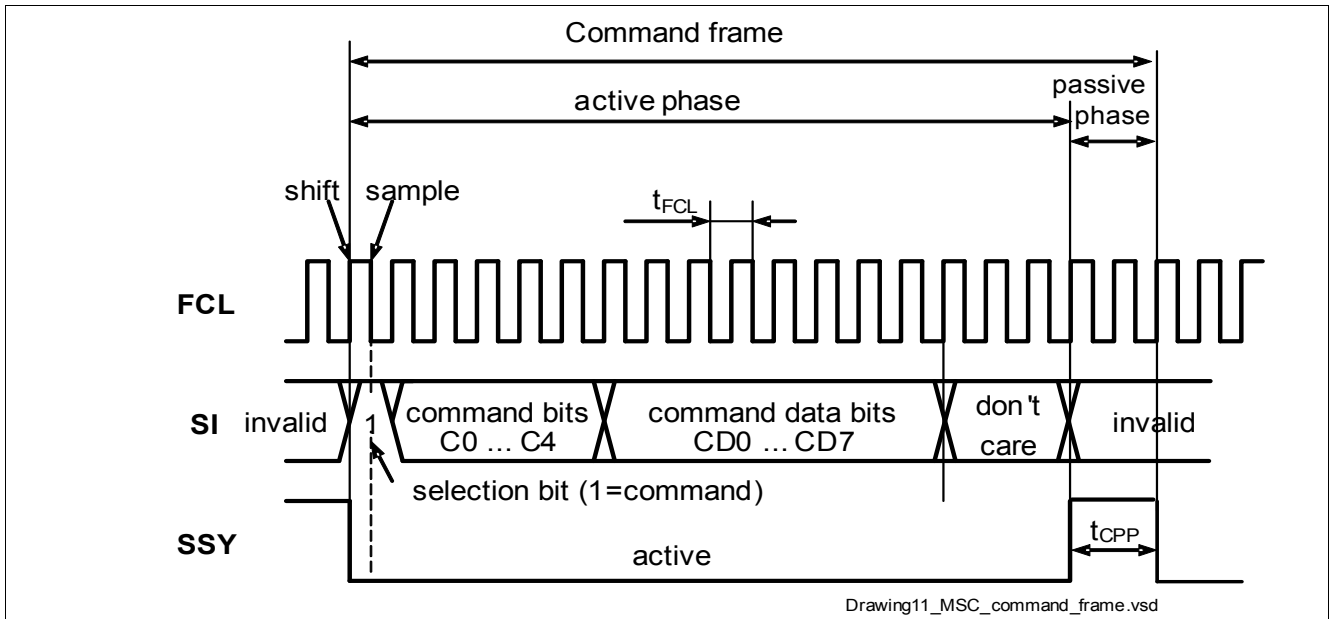 Command frame
active phase
passive
phase
shift
sample
tFCL
FCL
SI
invalid
1
command bits
C0 ... C4
command data bits
CD0 ... CD7
don't
care
invalid
selection bit (1=command)
SSY
active
tCPP
Drawing11_MSC_command_frame.vsd